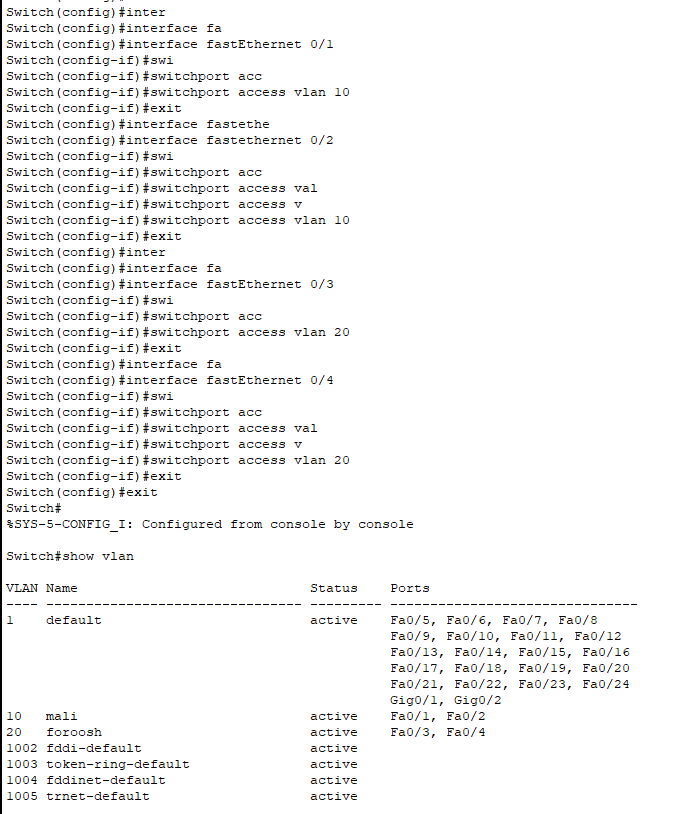 Switch(config)#
Switch(config)#inter
Switch(config)#interface fa
Switch(config)#interface fastEthernet 0/1
Switch(config-if)#swi
Switch(config-if)#switchport acc
Switch(config-if)#switchport access vlan 10
Switch(config-if)#exit
Switch(config)#interface fastethe
Switch(config)#interface fastethernet 0/2
Switch(config-if)#swi
Switch(config-if)#switchport acc
Switch(config-if)#switchport access val
Switch(config-if)#switchport access v
Switch(config-if)#switchport access vlan 10
Switch(config-if)#exit
Switch(config)#inter
Switch(config)#interface fa
Switch(config)#interface fastEthernet 0/3
Switch(config-if)#swi
Switch(config-if)#switchport acc
Switch(config-if)#switchport access vlan 20
Switch(config-if)#exit
Switch(config)#interface fa
Switch(config)#interface fastEthernet 0/4
Switch(config-if)#swi
Switch(config-if)#switchport acc
Switch(config-if)#switchport access val
Switch(config-if)#switchport access v
Switch(config-if)#switchport access vlan 20
Switch(config-if)#exit
Switch(config)#exit
Switch#
%SYS-5-CONFIG_I: Configured from console by console
Switch#show vlan
VLAN Name                             Status    Ports
---- -------------------------------- --------- -------------------------------
1    default                          active    Fa0/5, Fa0/6, Fa0/7, Fa0/8
                                                Fa0/9, Fa0/10, Fa0/11, Fa0/12
                                                Fa0/13, Fa0/14, Fa0/15, Fa0/16
                                                Fa0/17, Fa0/18, Fa0/19, Fa0/20
                                                Fa0/21, Fa0/22, Fa0/23, Fa0/24
                                                Gig0/1, Gig0/2
10   mali                             active    Fa0/1, Fa0/2
20   foroosh                          active    Fa0/3, Fa0/4
1002 fddi-default                     active
1003 token-ring-default               active
1004 fddinet-default                  active
1005 trnet-default                    active